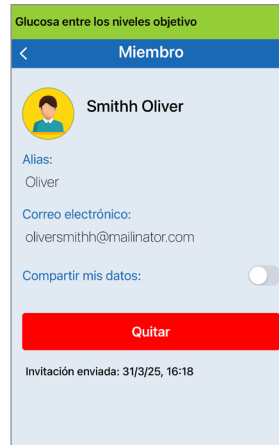 Glucosa entre los niveles objetivo
Miembro
Smithh Oliver
Alias:
Oliver
Correo electrónico:
oliversmithh@mailinator.com
Compartir mis datos:
Quitar
Invitación enviada: 31/3/25, 16:18